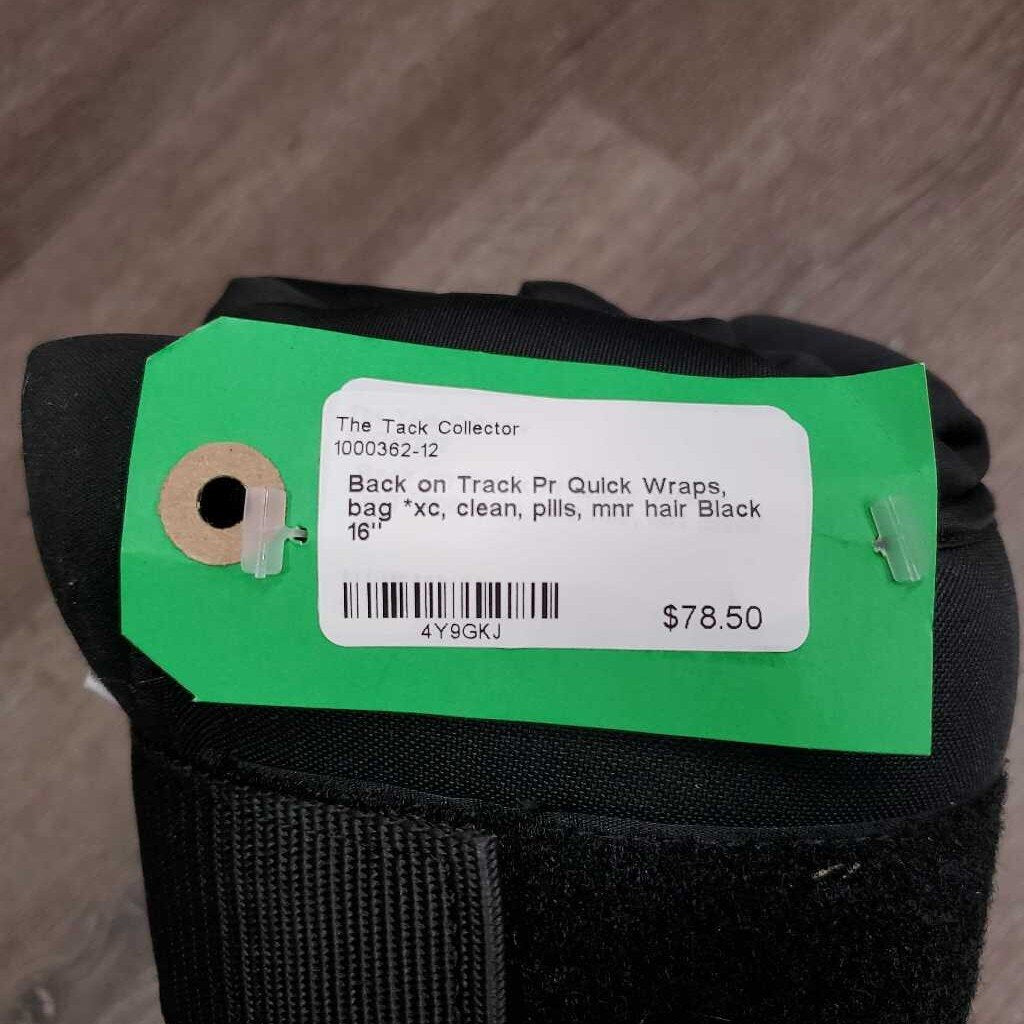 The Tack Collector
1000362-12
Back on Track Pr Quick Wraps,
bag *xc, clean, pills, mnr hair Black
16"
4Y9GKJ
$78.50